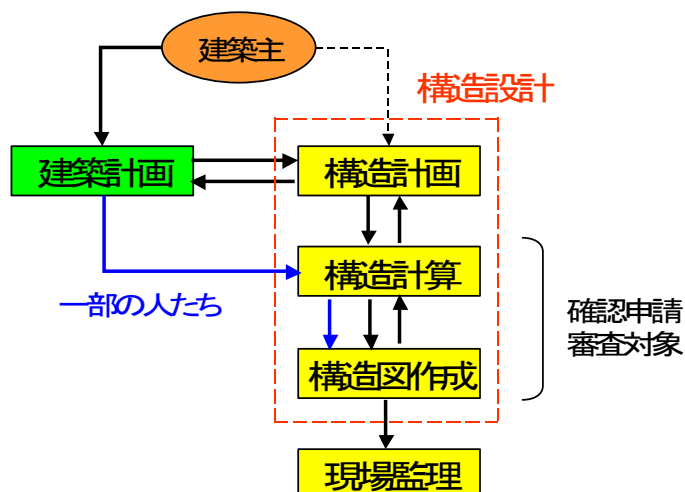 建築主
構造設計
建築計画
構造計画
構造計算
一部の人たち
確認申請
審査対象
構造図作成
現場監理